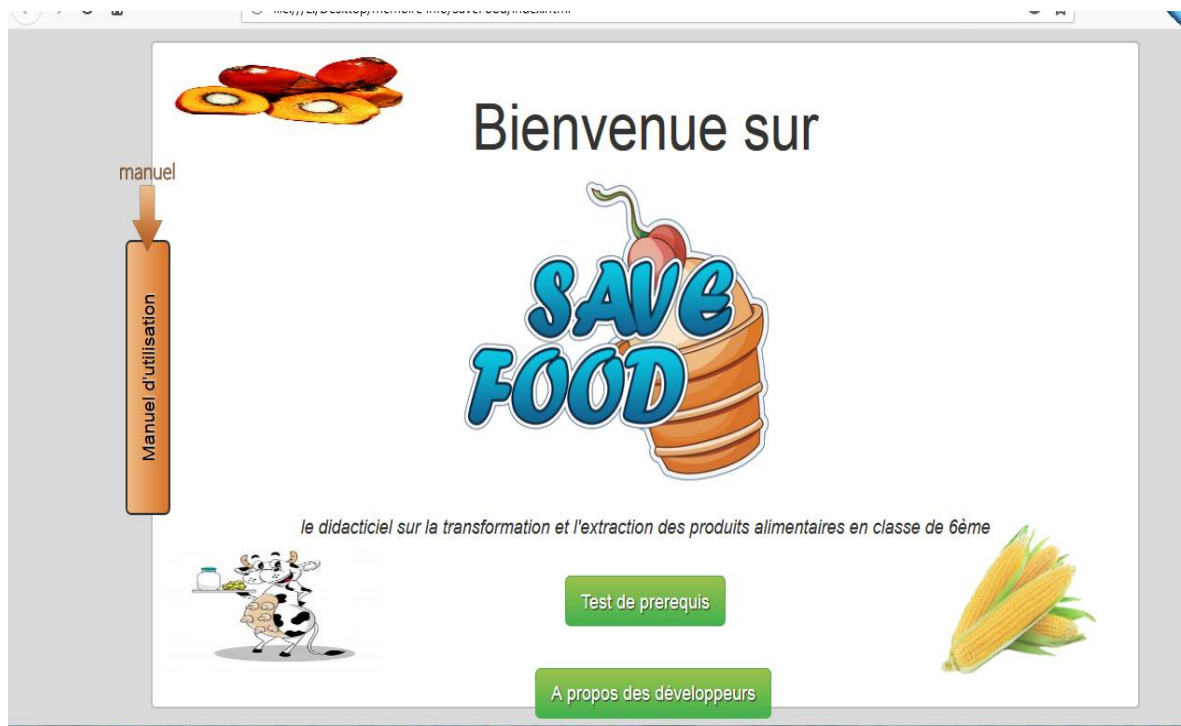 Bienvenue sur
manuel
SAVE
FOOD
Manuel d'utilisation
le didacticiel sur la transformation et l'extraction des produits alimentaires en classe de 6ème
Test de prerequis
A propos des développeurs